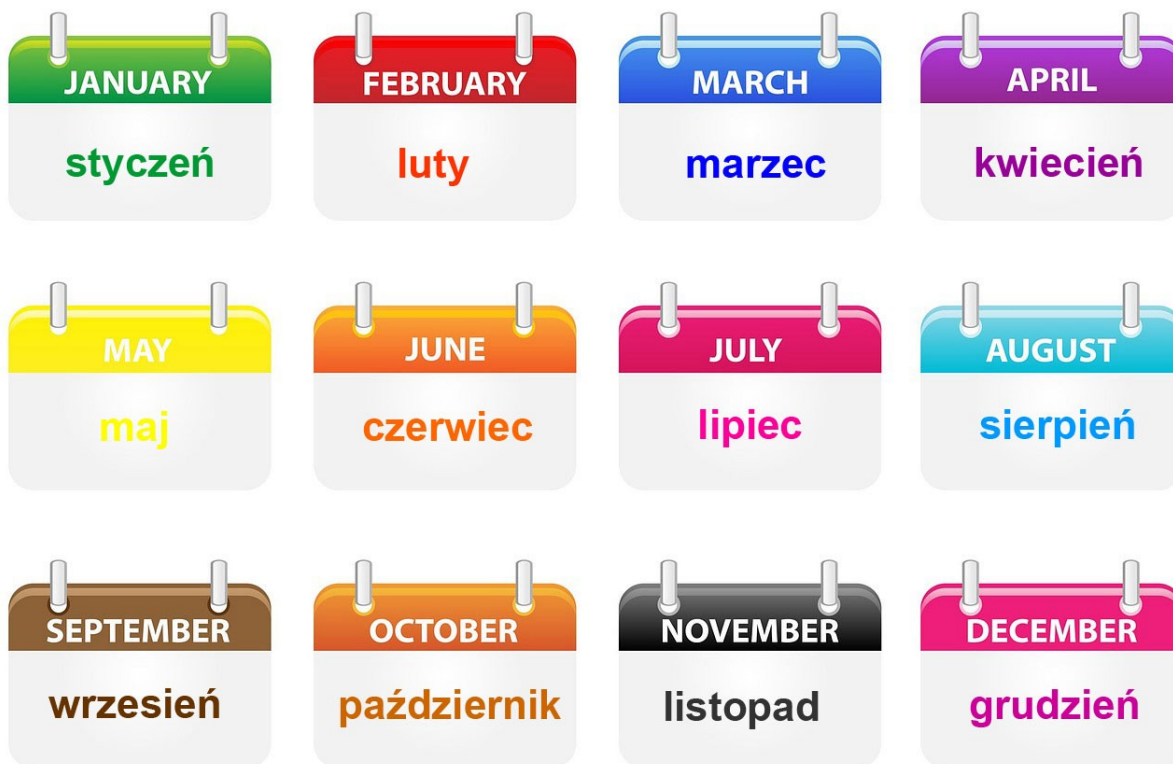 JANUARY FEBRUARY MARCH APRIL
styczeń luty marzec kwiecień
MAY JUNE JULY AUGUST
maj czerwiec lipiec sierpień
SEPTEMBER OCTOBER NOVEMBER DECEMBER
wrzesień październik listopad grudzień